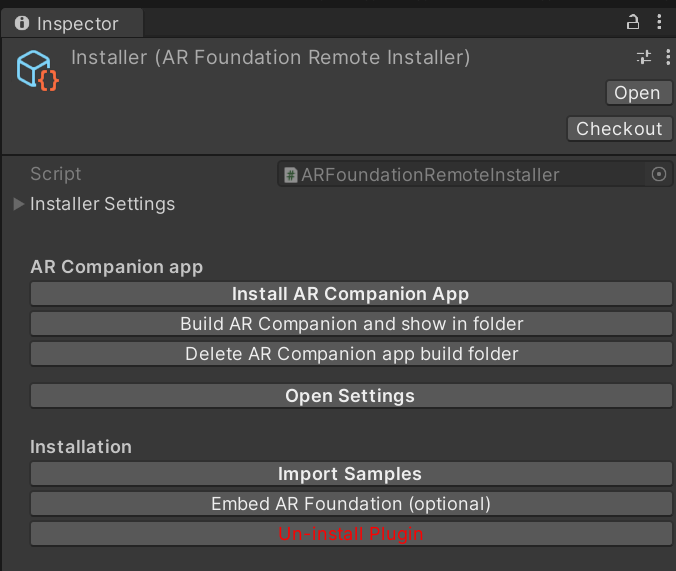 Inspector
Installer (AR Foundation Remote Installer)
Open
Checkout
Script
# ARFoundationRemoteInstaller
Installer Settings
AR Companion app
Install AR Companion App
Build AR Companion and show in folder
Delete AR Companion app build folder
Open Settings
Installation
Import Samples
Embed AR Foundation (optional)
Un-install Plugin